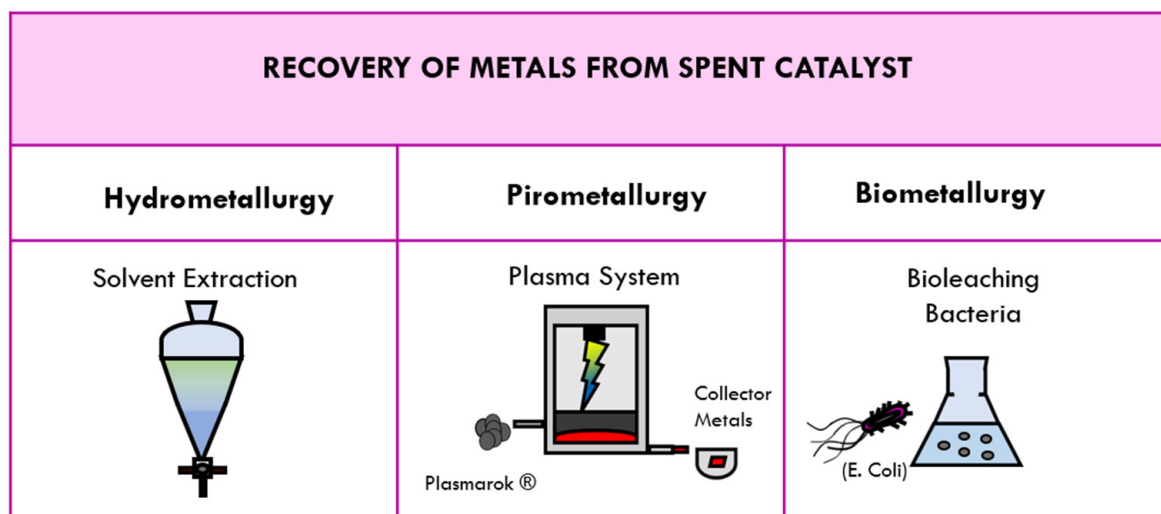 RECOVERY OF METALS FROM SPENT CATALYST
Hydrometallurgy
Pirometallurgy
Biometallurgy
Solvent Extraction
Plasma System
Collector
Metals
Plasmarok ®
Bioleaching
Bacteria
(E. Coli)